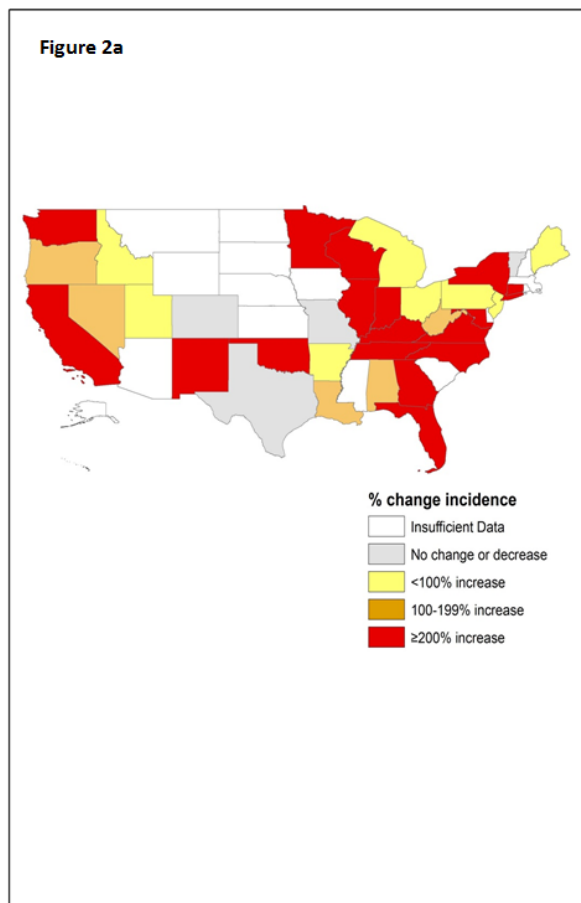 Figure 2a
% change incidence
Insufficient Data
No change or decrease
<100% increase
100-199% increase
≥200% increase